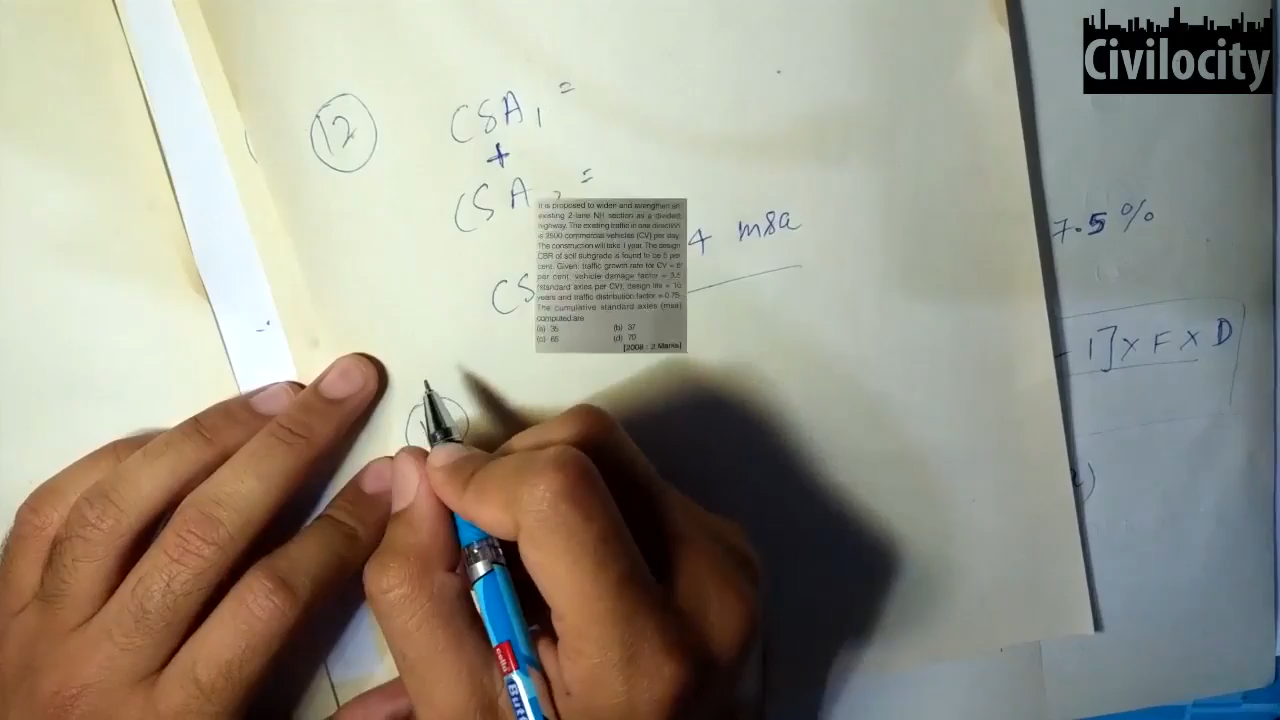 Civilocity
12
CSA1 =
+
CSA =
4 msa
CS
7.5%
1] X F X D
It is proposed to widen and strengthen an
existing 2-lane NH section as a divided
highway. The existing traffic in one direction
is 2500 commercial vehicles (CV) per day.
The construction will take 1 year. The design
CBR of soil subgrade is found to be 5 per
cent. Given: traffic growth rate for CV = 8
per cent, vehicle damage factor = 3.5
(standard axles per CV), design life = 10
years and traffic distribution factor = 0.75.
The cumulative standard axles (msa)
computed are
(a) 35 (b) 37
(c) 65 (d) 70
[2008 : 2 Marks]
cello
Butt